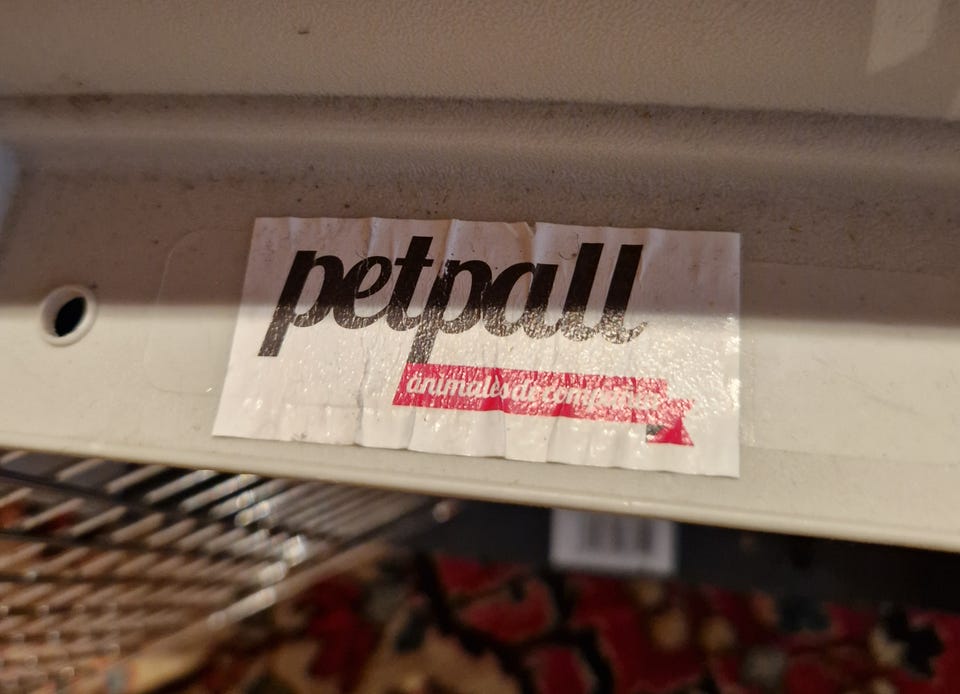 petpall
animales de compañía